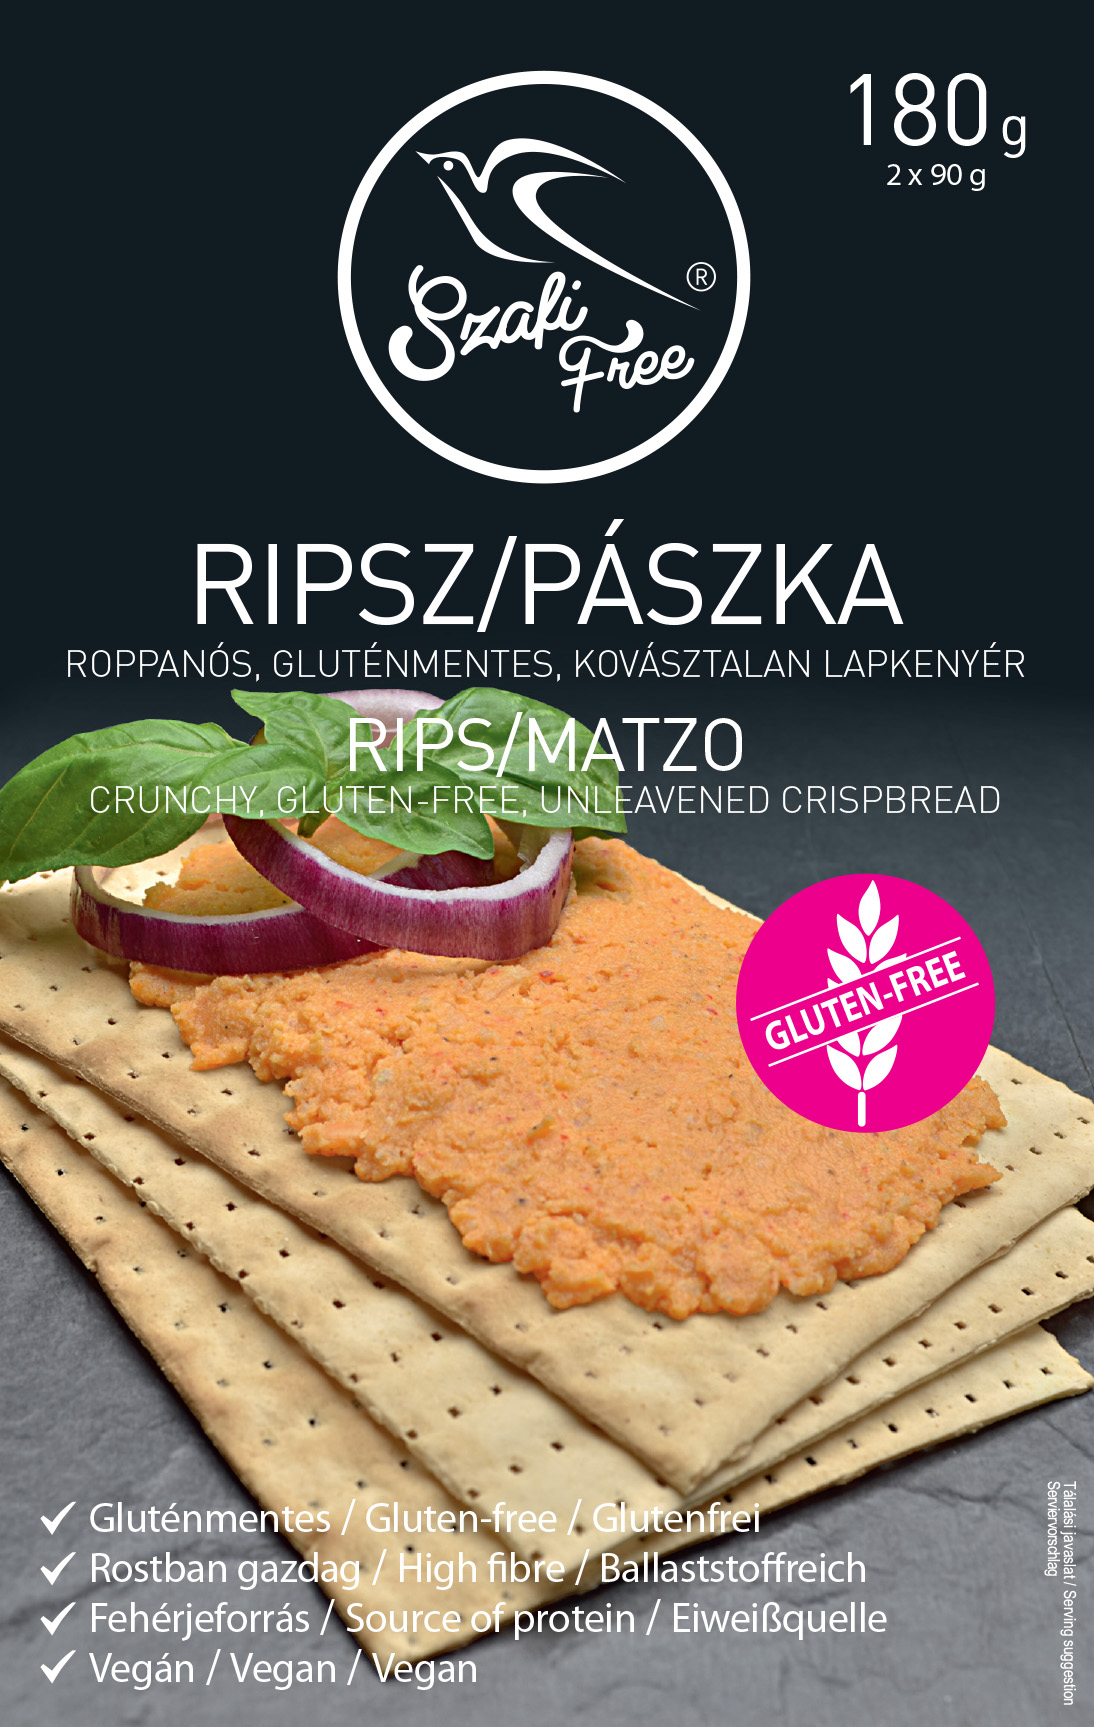 180 g
2 x 90 g
Szafi
Free
®
RIPSZ/PÁSZKA
ROPPANÓS, GLUTÉNMENTES, KOVÁSZTALAN LAPKENYÉR
RIPS/MATZO
CRUNCHY, GLUTEN-FREE, UNLEAVENED CRISPBREAD
GLUTEN-FREE
✓ Gluténmentes / Gluten-free / Glutenfrei
✓ Rostban gazdag / High fibre / Ballaststoffreich
✓ Fehérjeforrás / Source of protein / Eiweißquelle
✓ Vegán / Vegan / Vegan
Tálalási javaslat / Serving suggestion
Serviervorschlag